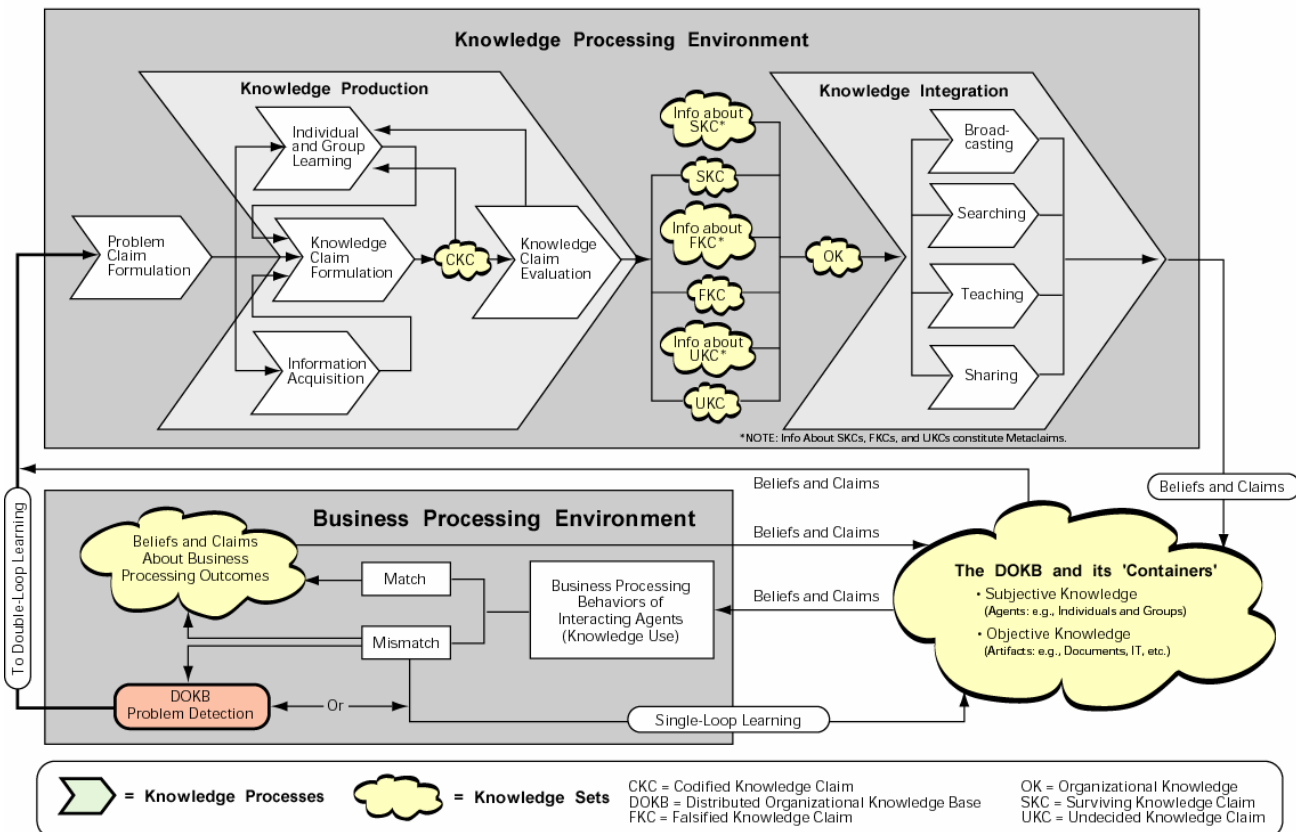 Knowledge Processing Environment
Knowledge Production
Individual
and Group
Learning
Problem
Claim
Formulation
Knowledge
Claim
Formulation
CKC
Knowledge
Claim
Evaluation
Information
Acquisition
Info about
SKC*
SKC
Info about
FKC*
FKC
Info about
UKC*
UKC
OK
Knowledge Integration
Broad-
casting
Searching
Teaching
Sharing
*NOTE: Info About SKCs, FKCs, and UKCs constitute Metaclaims.
To Double-Loop Learning
Beliefs and Claims
Beliefs and Claims
Business Processing Environment
Beliefs and Claims
About Business
Processing Outcomes
Match
Mismatch
Business Processing
Behaviors of
Interacting Agents
(Knowledge Use)
Beliefs and Claims
Beliefs and Claims
DOKB
Problem Detection
Or
Single-Loop Learning
The DOKB and its 'Containers'
• Subjective Knowledge
(Agents: e.g., Individuals and Groups)
• Objective Knowledge
(Artifacts: e.g., Documents, IT, etc.)
= Knowledge Processes
= Knowledge Sets
CKC = Codified Knowledge Claim
DOKB = Distributed Organizational Knowledge Base
FKC = Falsified Knowledge Claim
OK = Organizational Knowledge
SKC = Surviving Knowledge Claim
UKC = Undecided Knowledge Claim